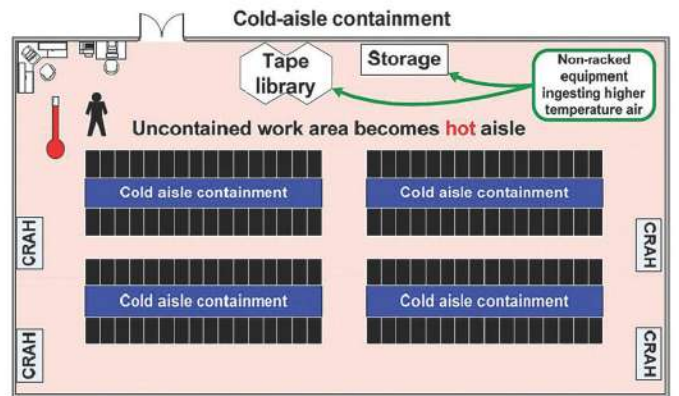 Cold-aisle containment
Tape
library
Storage
Non-racked
equipment
ingesting higher
temperature air
Uncontained work area becomes hot aisle
Cold aisle containment
Cold aisle containment
CRAH
CRAH
Cold aisle containment
Cold aisle containment
CRAH
CRAH